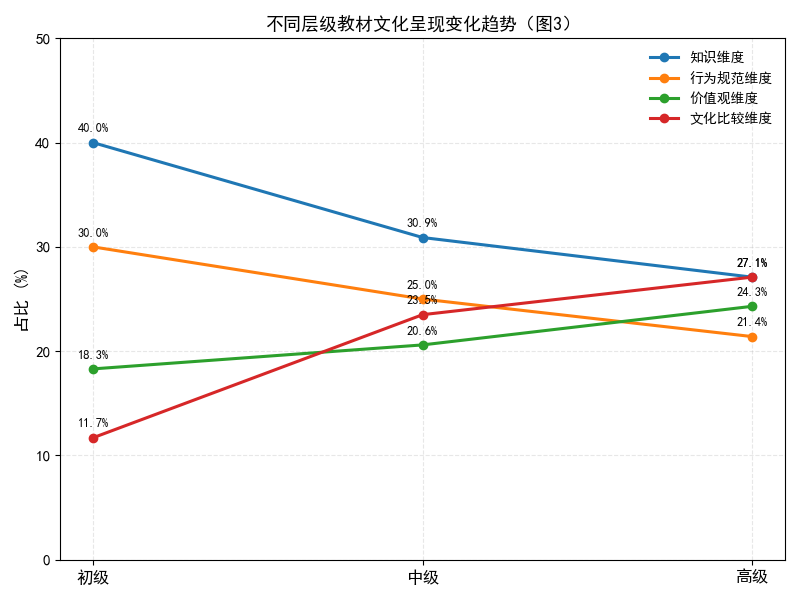 不同层级教材文化呈现变化趋势（图3）
50
40
30
20
10
0
占比 (%)
知识维度
行为规范维度
价值观维度
文化比较维度
40.0%
30.0%
18.3%
11.7%
30.9%
25.0%
23.5%
20.6%
27.1%
27.1%
24.3%
21.4%
初级
中级
高级